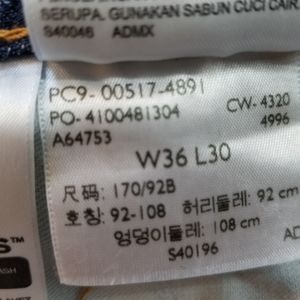 SERUPA. GUNAKAN SABUN CUCI CAIR
S40046 ADMX
PC9- 00517-4891
PO- 4100481304 CW- 4320
A64753 4996
W36 L30
尺码: 170/92B
호칭: 92-108 허리둘레: 92 cm
엉덩이둘레: 108 cm
S40196 AD